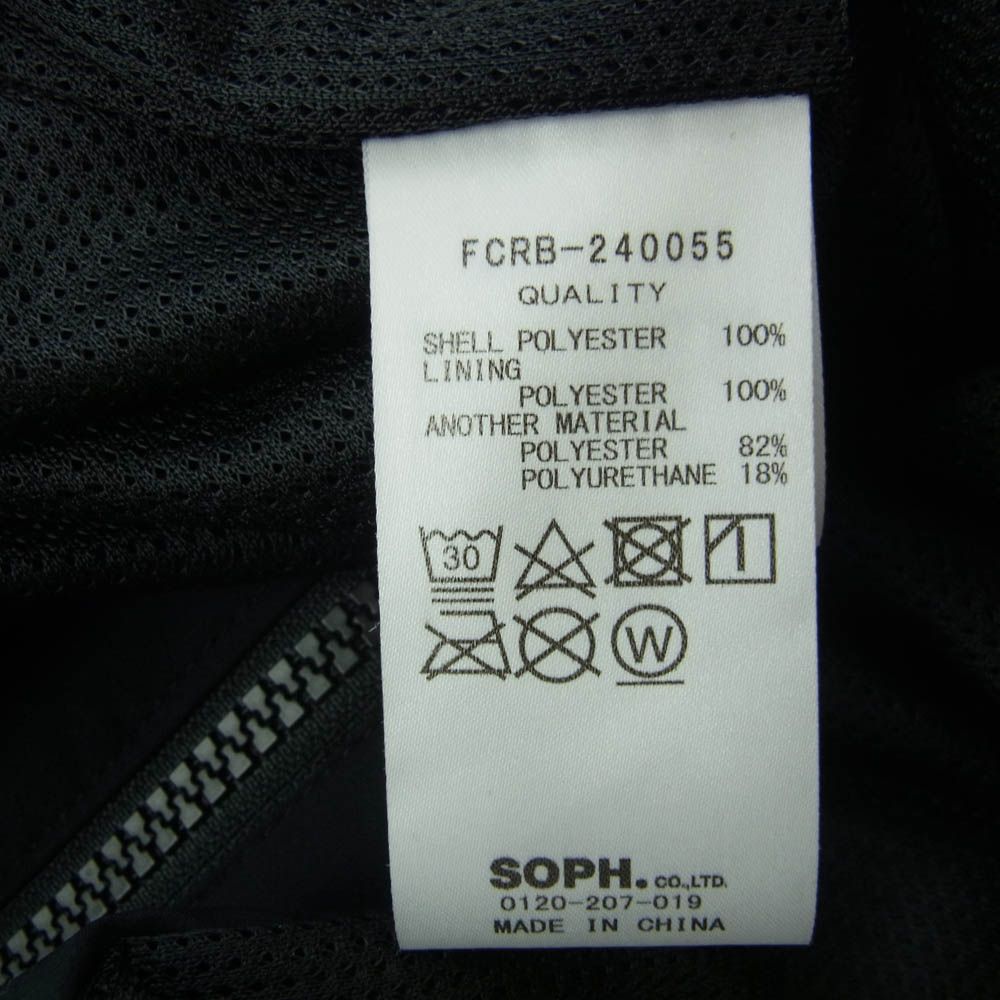 FCRB-240055
QUALITY
SHELL POLYESTER 100%
LINING
POLYESTER 100%
ANOTHER MATERIAL
POLYESTER 82%
POLYURETHANE 18%
30
W
SOPH. CO.,LTD.
0120-207-019
MADE IN CHINA